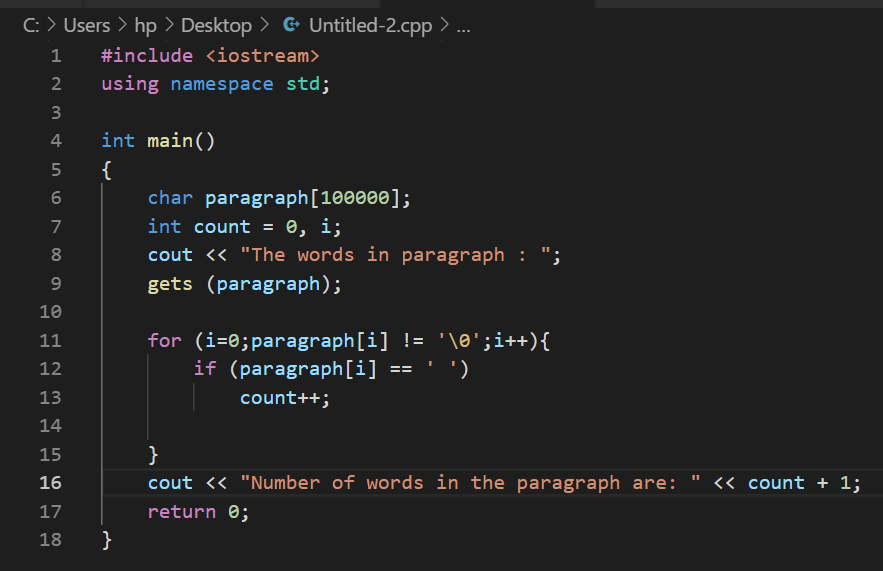 C: > Users > hp > Desktop > Untitled-2.cpp > ...
1 #include <iostream>
2 using namespace std;
3
4 int main()
5 {
6     char paragraph[100000];
7     int count = 0, i;
8     cout << "The words in paragraph : ";
9     gets (paragraph);
10
11     for (i=0;paragraph[i] != '\0';i++){
12         if (paragraph[i] == ' ')
13             count++;
14
15     }
16     cout << "Number of words in the paragraph are: " << count + 1;
17     return 0;
18 }